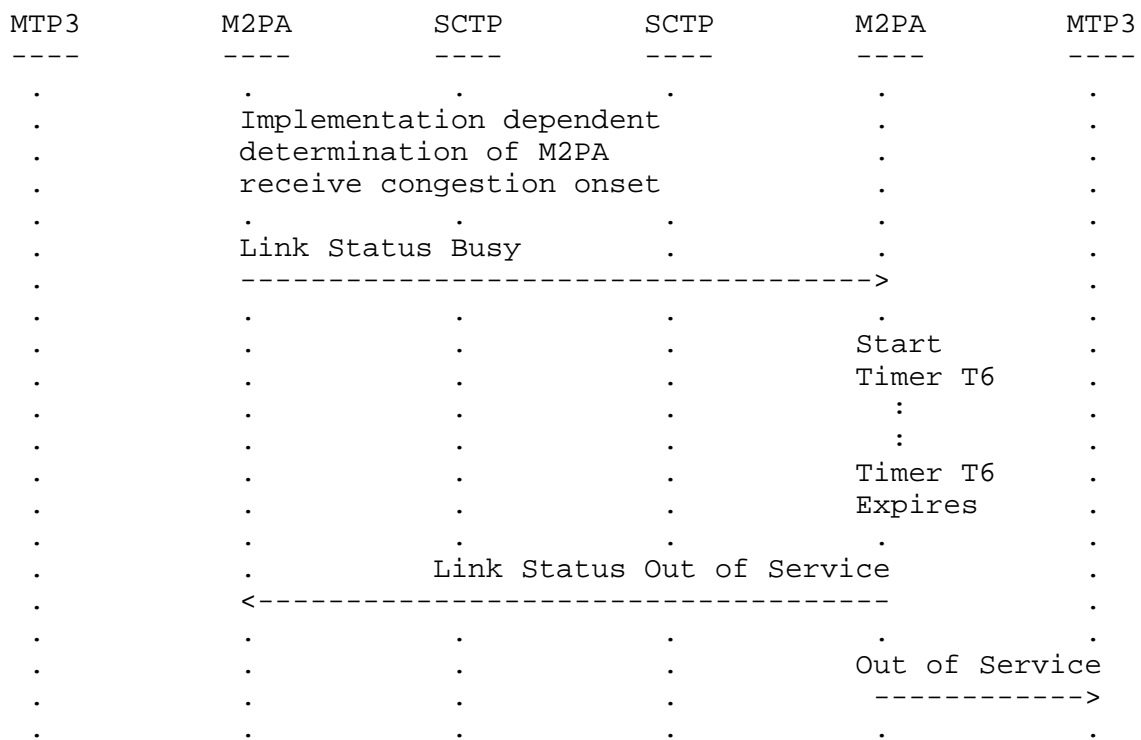 MTP3 M2PA SCTP SCTP M2PA MTP3
---- ---- ---- ---- ---- ----
. . . . . .
. Implementation dependent . .
. determination of M2PA . .
. receive congestion onset . .
. . . . . .
. Link Status Busy . . .
. ------------------------------------> .
. . . . . .
. . . . Start .
. . . . Timer T6 .
. . . . : .
. . . . : .
. . . . Timer T6 .
. . . . Expires .
. . . . . .
. . Link Status Out of Service .
. <------------------------------------ .
. . . . . .
. . . . Out of Service
. . . . ------------>
. . . . . .